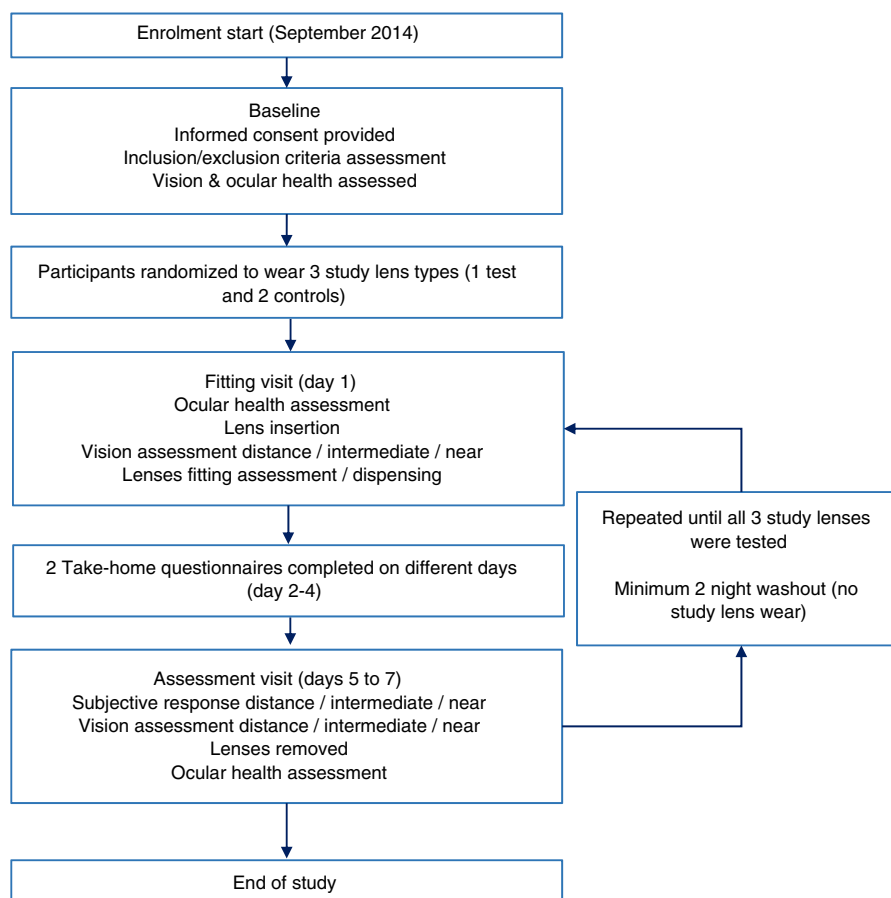 Enrolment start (September 2014)
Baseline
Informed consent provided
Inclusion/exclusion criteria assessment
Vision & ocular health assessed
Participants randomized to wear 3 study lens types (1 test
and 2 controls)
Fitting visit (day 1)
Ocular health assessment
Lens insertion
Vision assessment distance / intermediate / near
Lenses fitting assessment / dispensing
2 Take-home questionnaires completed on different days
(day 2-4)
Assessment visit (days 5 to 7)
Subjective response distance / intermediate / near
Vision assessment distance / intermediate / near
Lenses removed
Ocular health assessment
Repeated until all 3 study lenses
were tested
Minimum 2 night washout (no
study lens wear)
End of study